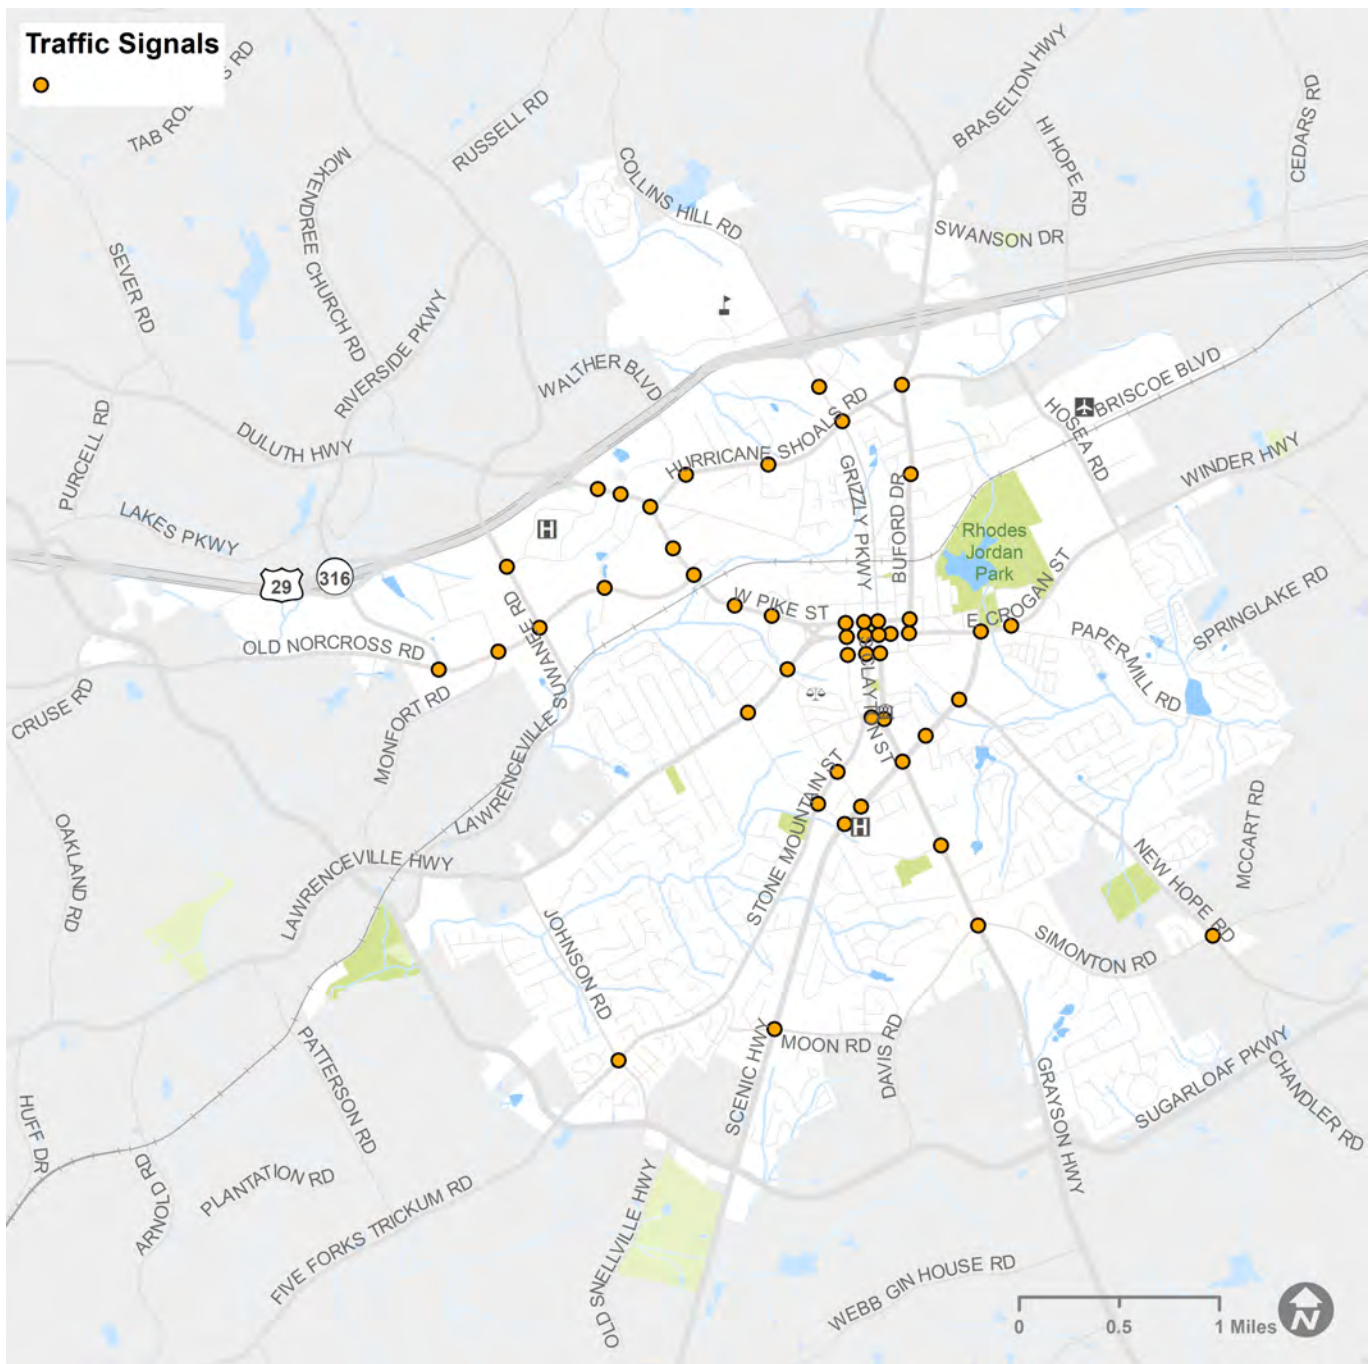 Traffic Signals
RUSSELL RD
BRASELTON HWY
CEDARS RD
HI HOPE RD
MCKENDREE CHURCH RD
COLLINS HILL RD
SWANSON DR
SEVER RD
RIVERSIDE PKWY
WALTHER BLVD
BRISCOE BLVD
HOSEA RD
PURCELL RD
DULUTH HWY
HURRICANE SHOALS RD
GRIZZLY PKWY
BUFORD DR
WINDER HWY
LAKES PKWY
H
Rhodes
Jordan
Park
29
316
W PIKE ST
E CROGAN ST
SPRINGLAKE RD
OLD NORCROSS RD
PAPER MILL RD
CRUSE RD
MONFORT RD
LAWRENCEVILLE SUWANEE RD
STONE MOUNTAIN ST
H
MCCART RD
OAKLAND RD
LAWRENCEVILLE HWY
NEW HOPE RD
JOHNSON RD
SIMONTON RD
SCENIC HWY
MOON RD
DAVIS RD
PATTERSON RD
GRAYSON HWY
SUGARLOAF PKWY
CHANDLER RD
HUFF DR
ARNOLD RD
PLANTATION RD
FIVE FORKS TRICKUM RD
OLD SNELLVILLE HWY
WEBB GIN HOUSE RD
0 0.5 1 Miles
N